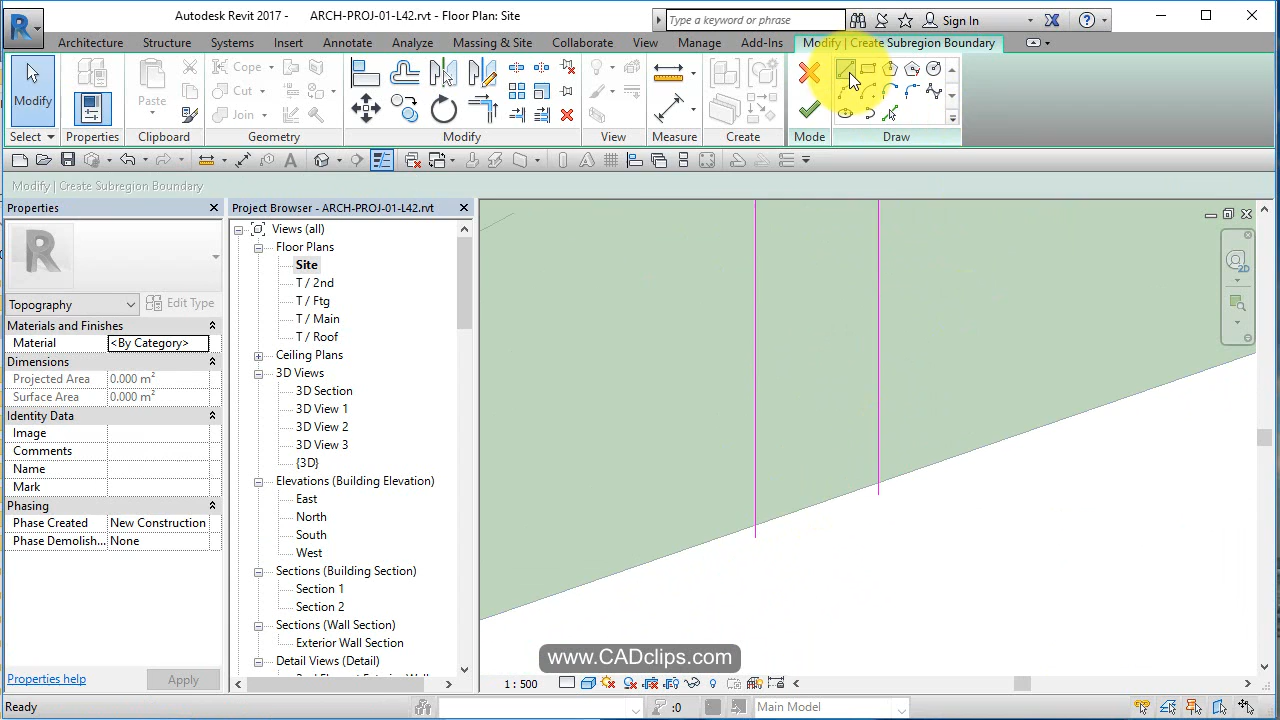 Autodesk Revit 2017 - ARCH-PROJ-01-L42.rvt - Floor Plan: Site
Type a keyword or phrase
Sign In
Architecture Structure Systems Insert Annotate Analyze Massing & Site Collaborate View Manage Add-Ins Modify | Create Subregion Boundary
Modify
Paste
Cope
Cut
Join
Select Properties Clipboard Geometry Modify View Measure Create Mode Draw
Modify | Create Subregion Boundary
Properties
Topography
Edit Type
Materials and Finishes
Material <By Category>
Dimensions
Projected Area 0.000 m²
Surface Area 0.000 m²
Identity Data
Image
Comments
Name
Mark
Phasing
Phase Created New Construction
Phase Demolish... None
Properties help
Apply
Project Browser - ARCH-PROJ-01-L42.rvt
Views (all)
Floor Plans
Site
T / 2nd
T / Ftg
T / Main
T / Roof
Ceiling Plans
3D Views
3D Section
3D View 1
3D View 2
3D View 3
{3D}
Elevations (Building Elevation)
East
North
South
West
Sections (Building Section)
Section 1
Section 2
Sections (Wall Section)
Exterior Wall Section
Detail Views (Detail)
2D
www.CADclips.com
1 : 500
Ready
:0
Main Model